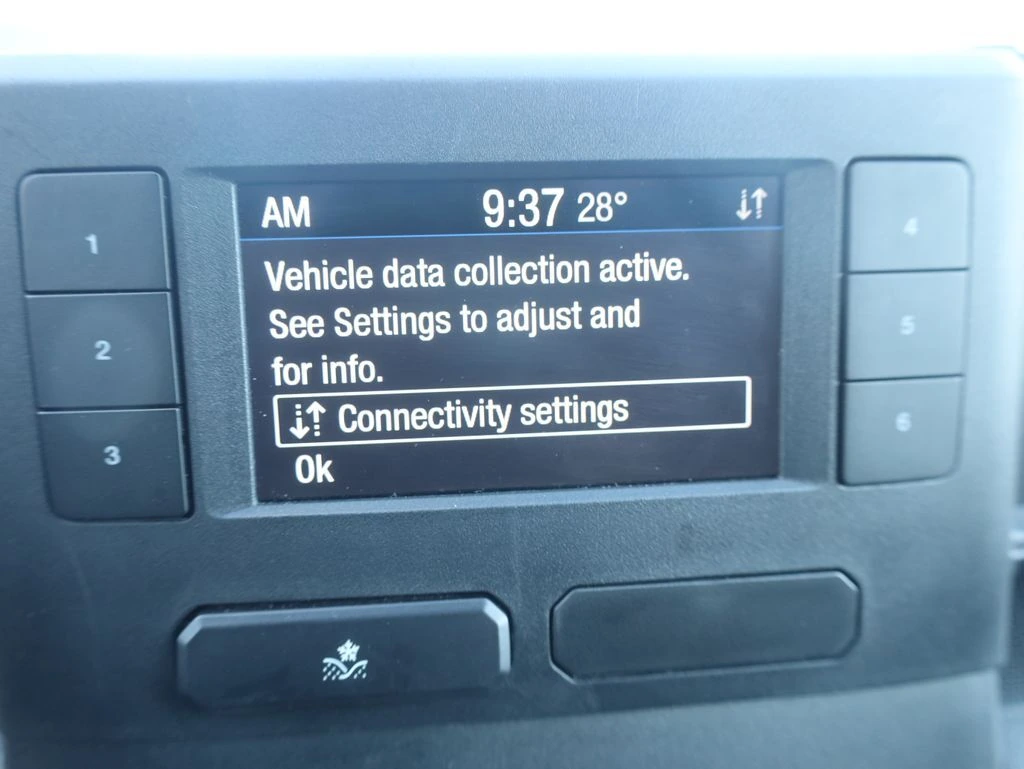 AM 9:37 28°
Vehicle data collection active.
See Settings to adjust and
for info.
Connectivity settings
Ok
1
2
3
4
5
6